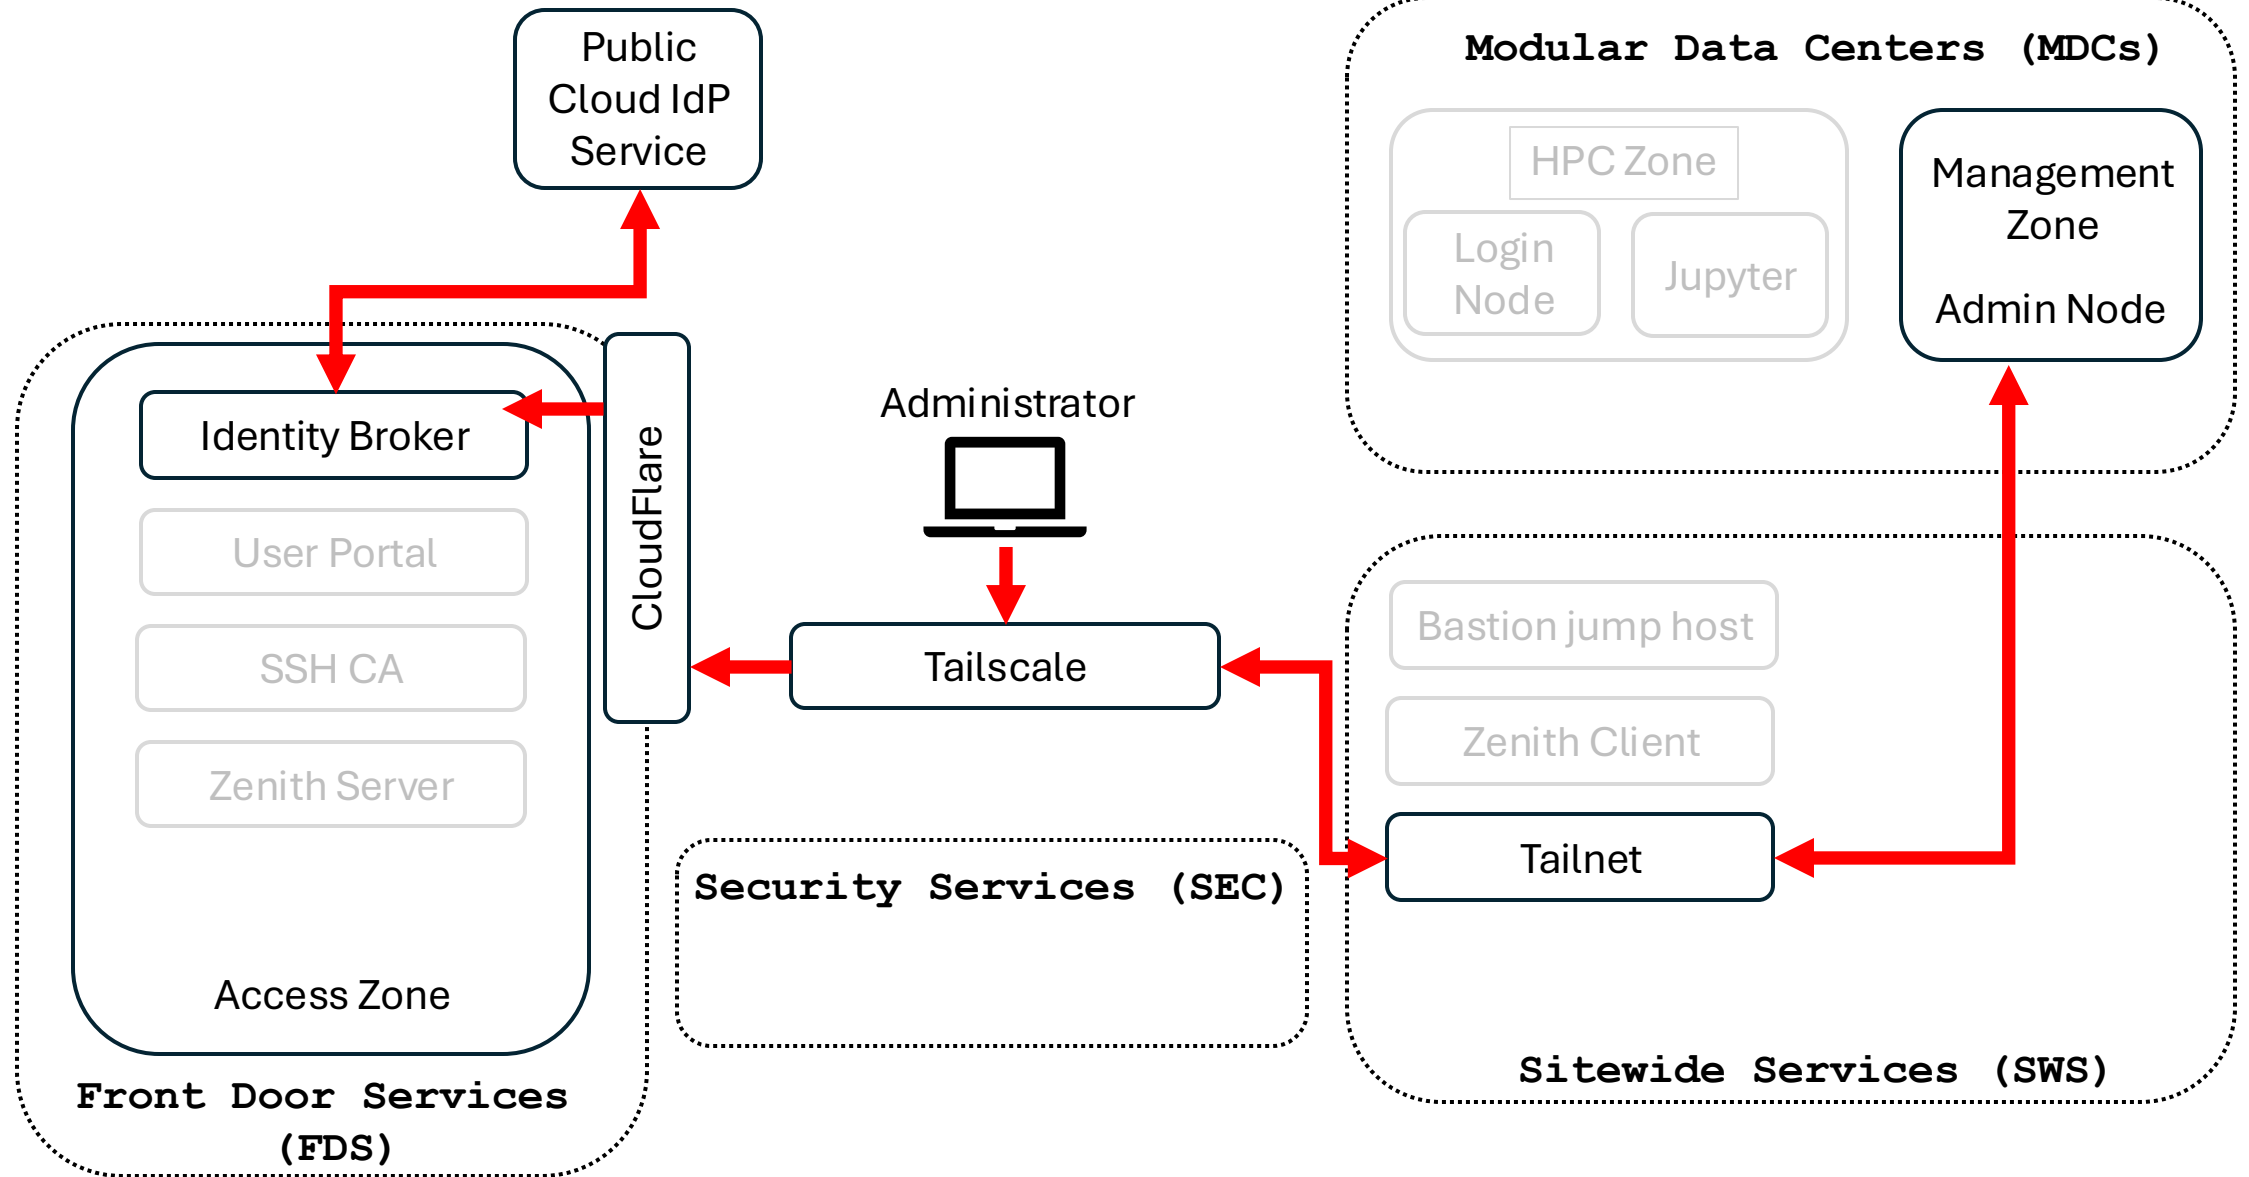 Public
Cloud IdP
Service
Identity Broker
User Portal
SSH CA
Zenith Server
Access Zone
Front Door Services
(FDS)
CloudFlare
Administrator
Tailscale
Security Services (SEC)
Modular Data Centers (MDCs)
HPC Zone
Login
Node
Jupyter
Management
Zone
Admin Node
Bastion jump host
Zenith Client
Tailnet
Sitewide Services (SWS)